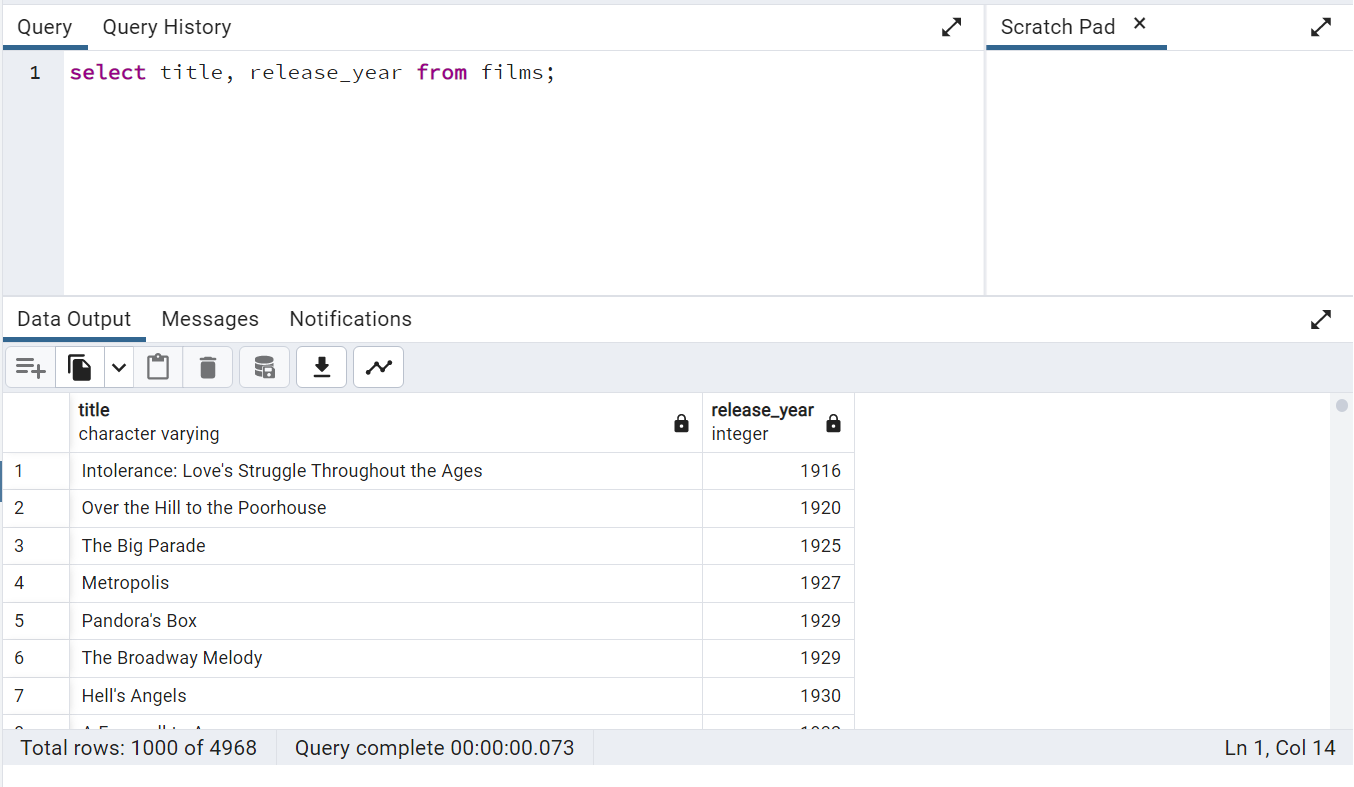 Query Query History Scratch Pad ×
1 select title, release_year from films;
Data Output Messages Notifications
title release_year
character varying integer
1 Intolerance: Love's Struggle Throughout the Ages 1916
2 Over the Hill to the Poorhouse 1920
3 The Big Parade 1925
4 Metropolis 1927
5 Pandora's Box 1929
6 The Broadway Melody 1929
7 Hell's Angels 1930
Total rows: 1000 of 4968 Query complete 00:00:00.073 Ln 1, Col 14